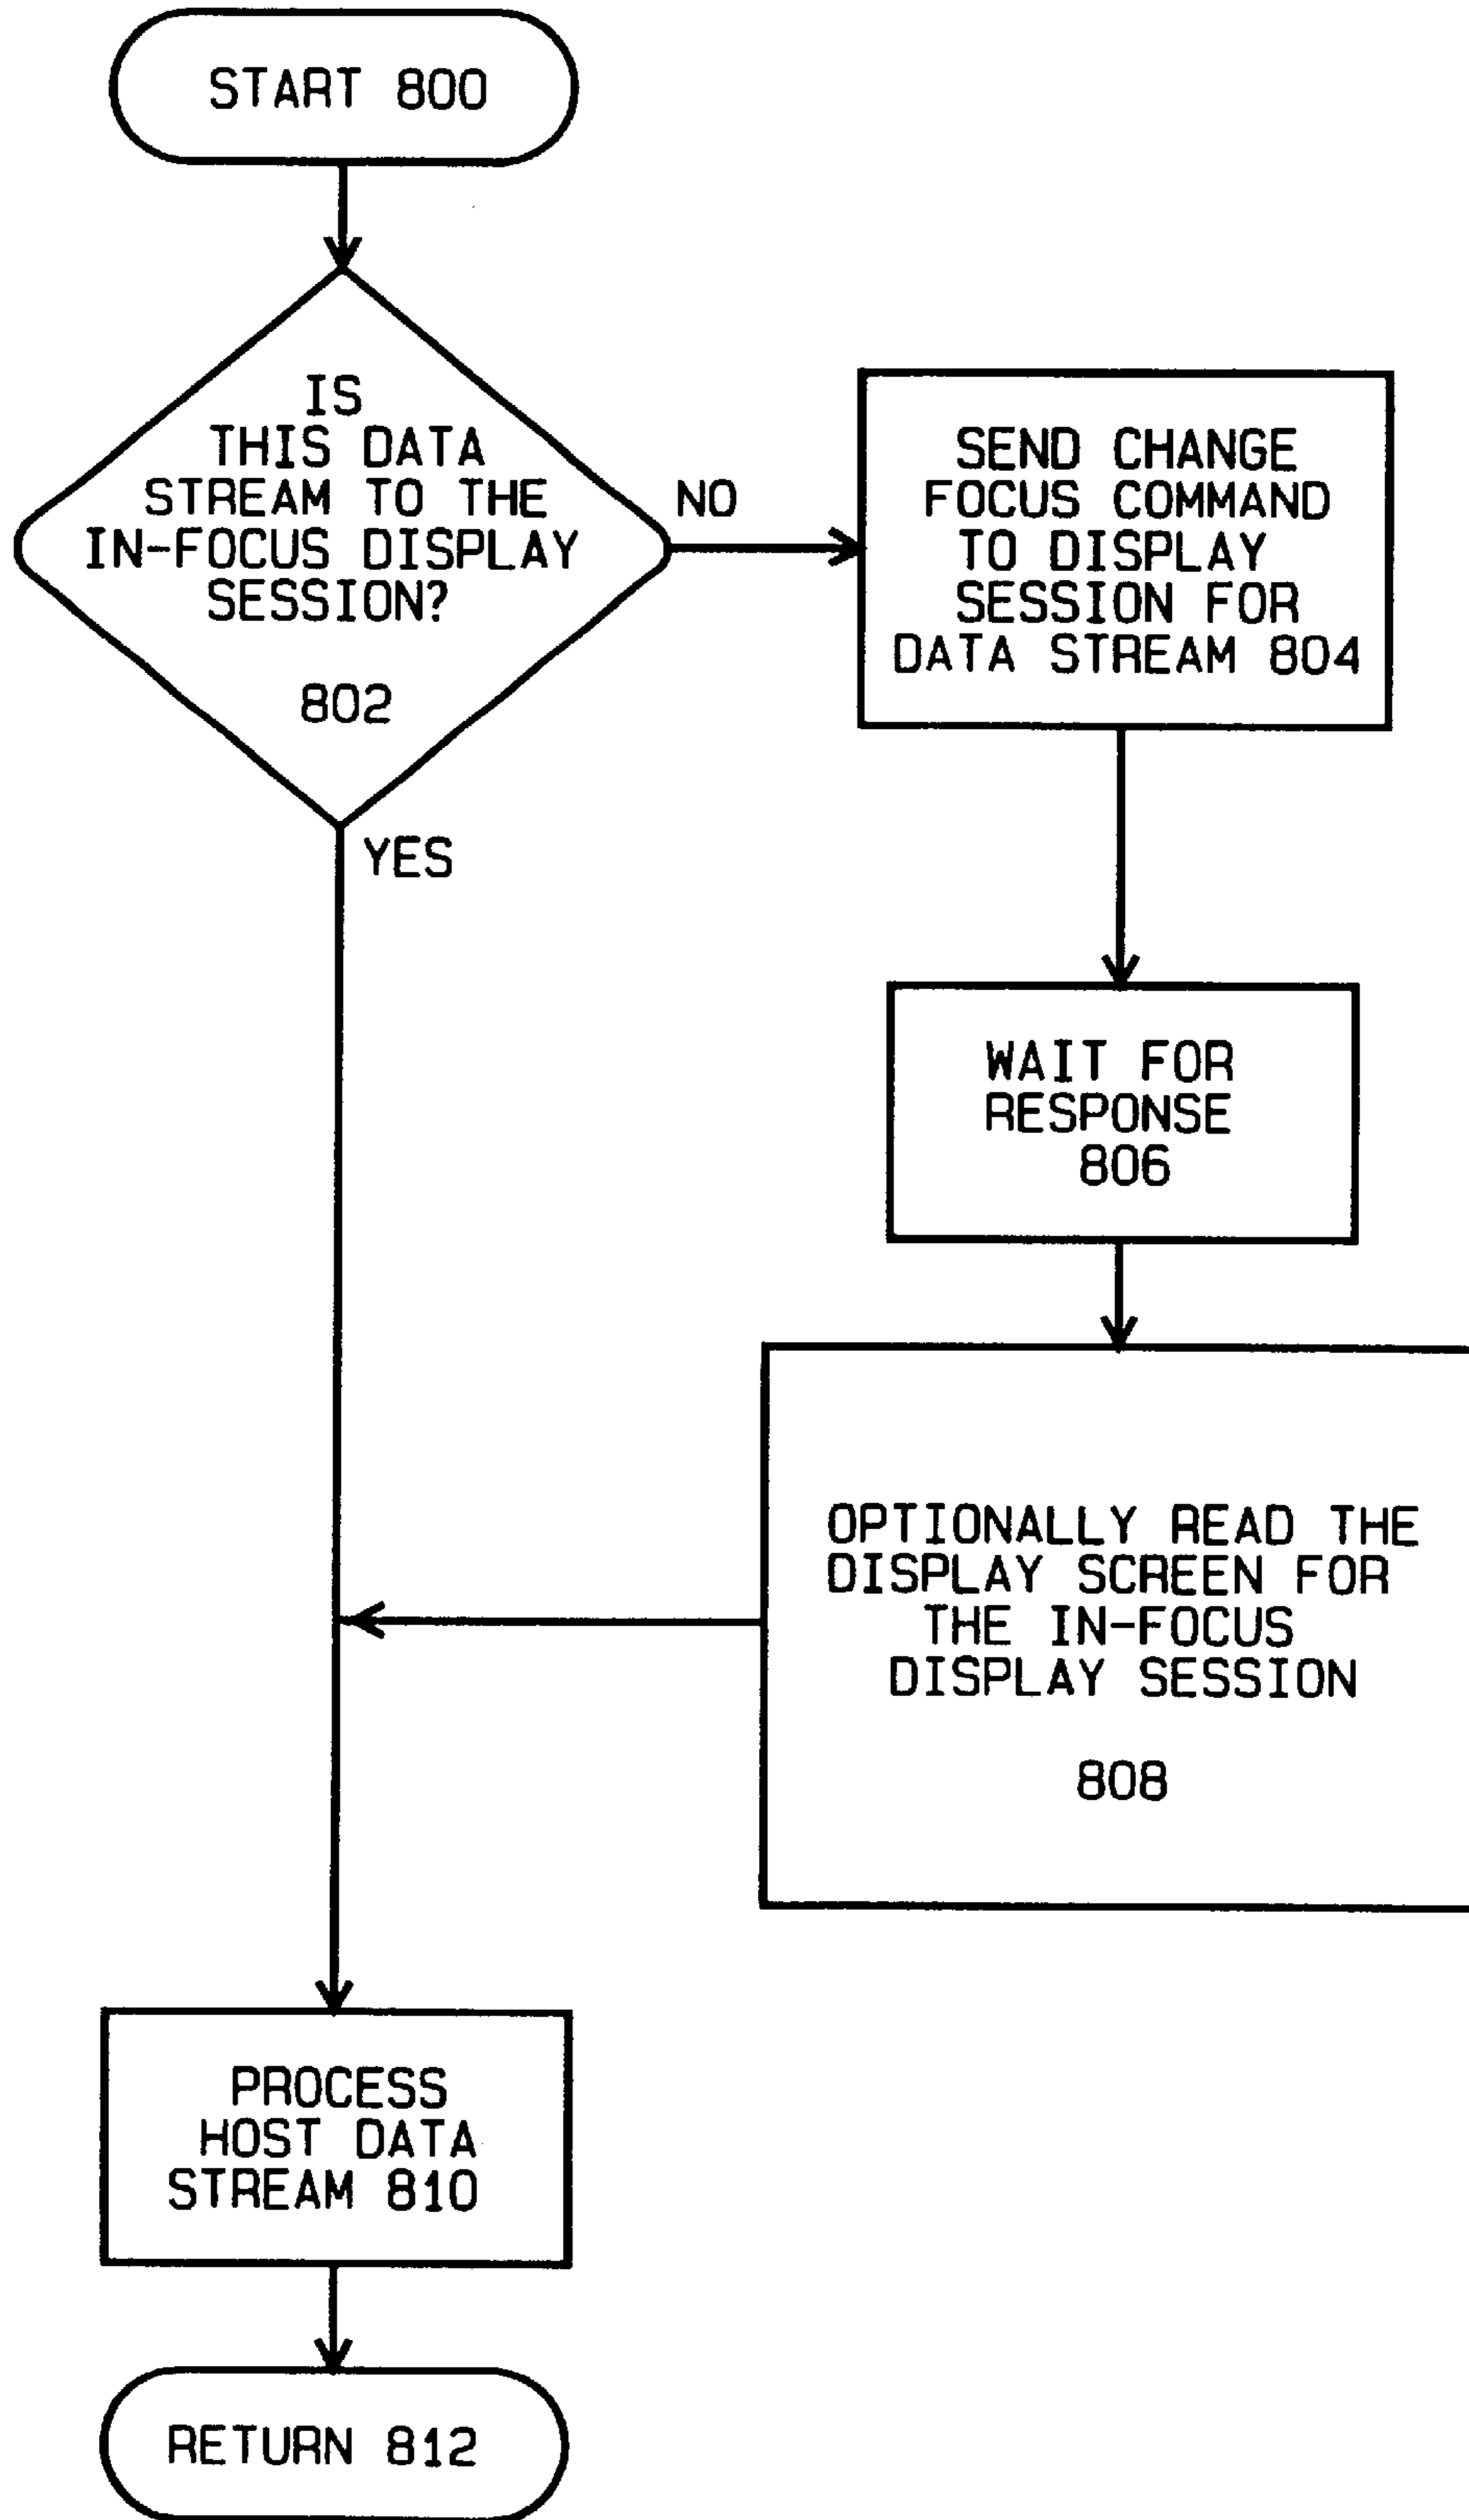 START 800
IS
THIS DATA
STREAM TO THE
IN-FOCUS DISPLAY
SESSION?
802
NO
YES
SEND CHANGE
FOCUS COMMAND
TO DISPLAY
SESSION FOR
DATA STREAM 804
WAIT FOR
RESPONSE
806
OPTIONALLY READ THE
DISPLAY SCREEN FOR
THE IN-FOCUS
DISPLAY SESSION
808
PROCESS
HOST DATA
STREAM 810
RETURN 812